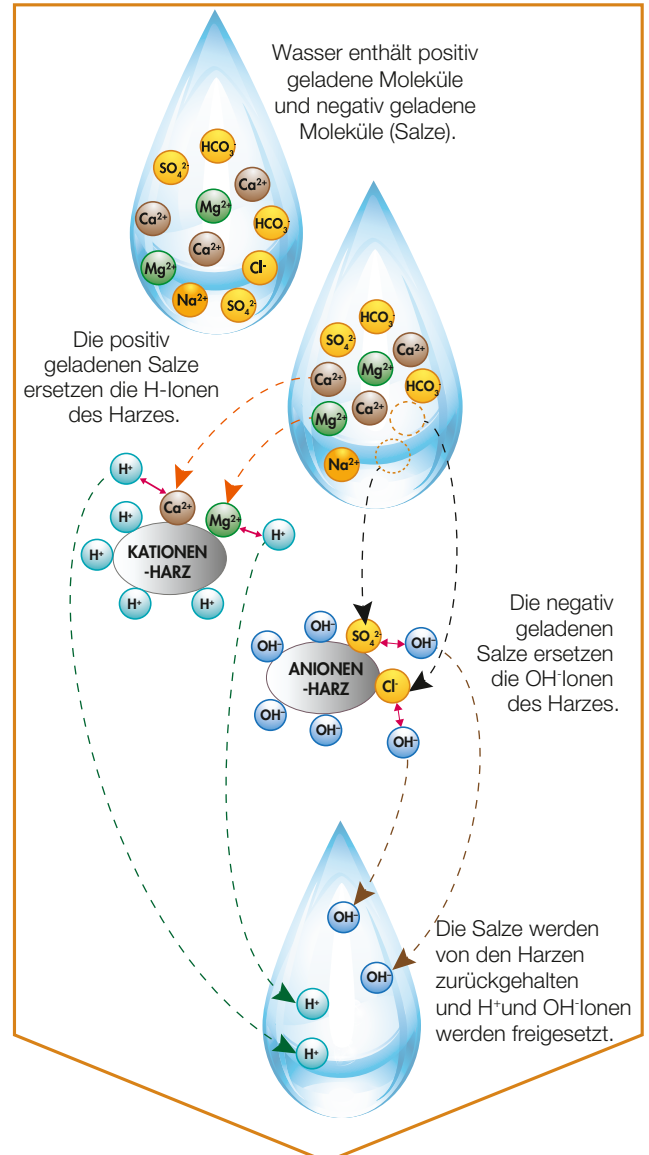 Wasser enthält positiv
geladene Moleküle
und negativ geladene
Moleküle (Salze).
HCO₃⁻
SO₄²⁻
Ca²⁺
Ca²⁺
Mg²⁺
HCO₃⁻
Ca²⁺
Mg²⁺
Cl⁻
Na²⁺
SO₄²⁻
Die positiv
geladenen Salze
ersetzen die H-Ionen
des Harzes.
HCO₃⁻
SO₄²⁻
Ca²⁺
Mg²⁺
Ca²⁺
HCO₃⁻
Ca²⁺
Mg²⁺
Na²⁺
H⁺
Ca²⁺
Mg²⁺
H⁺
H⁺
H⁺
H⁺
H⁺
KATIONEN
-HARZ
Die negativ
geladenen
Salze ersetzen
die OH⁻Ionen
des Harzes.
OH⁻
SO₄²⁻
OH⁻
OH⁻
ANIONEN
-HARZ
Cl⁻
OH⁻
OH⁻
OH⁻
OH⁻
OH⁻
H⁺
H⁺
Die Salze werden
von den Harzen
zurückgehalten
und H⁺und OH⁻Ionen
werden freigesetzt.